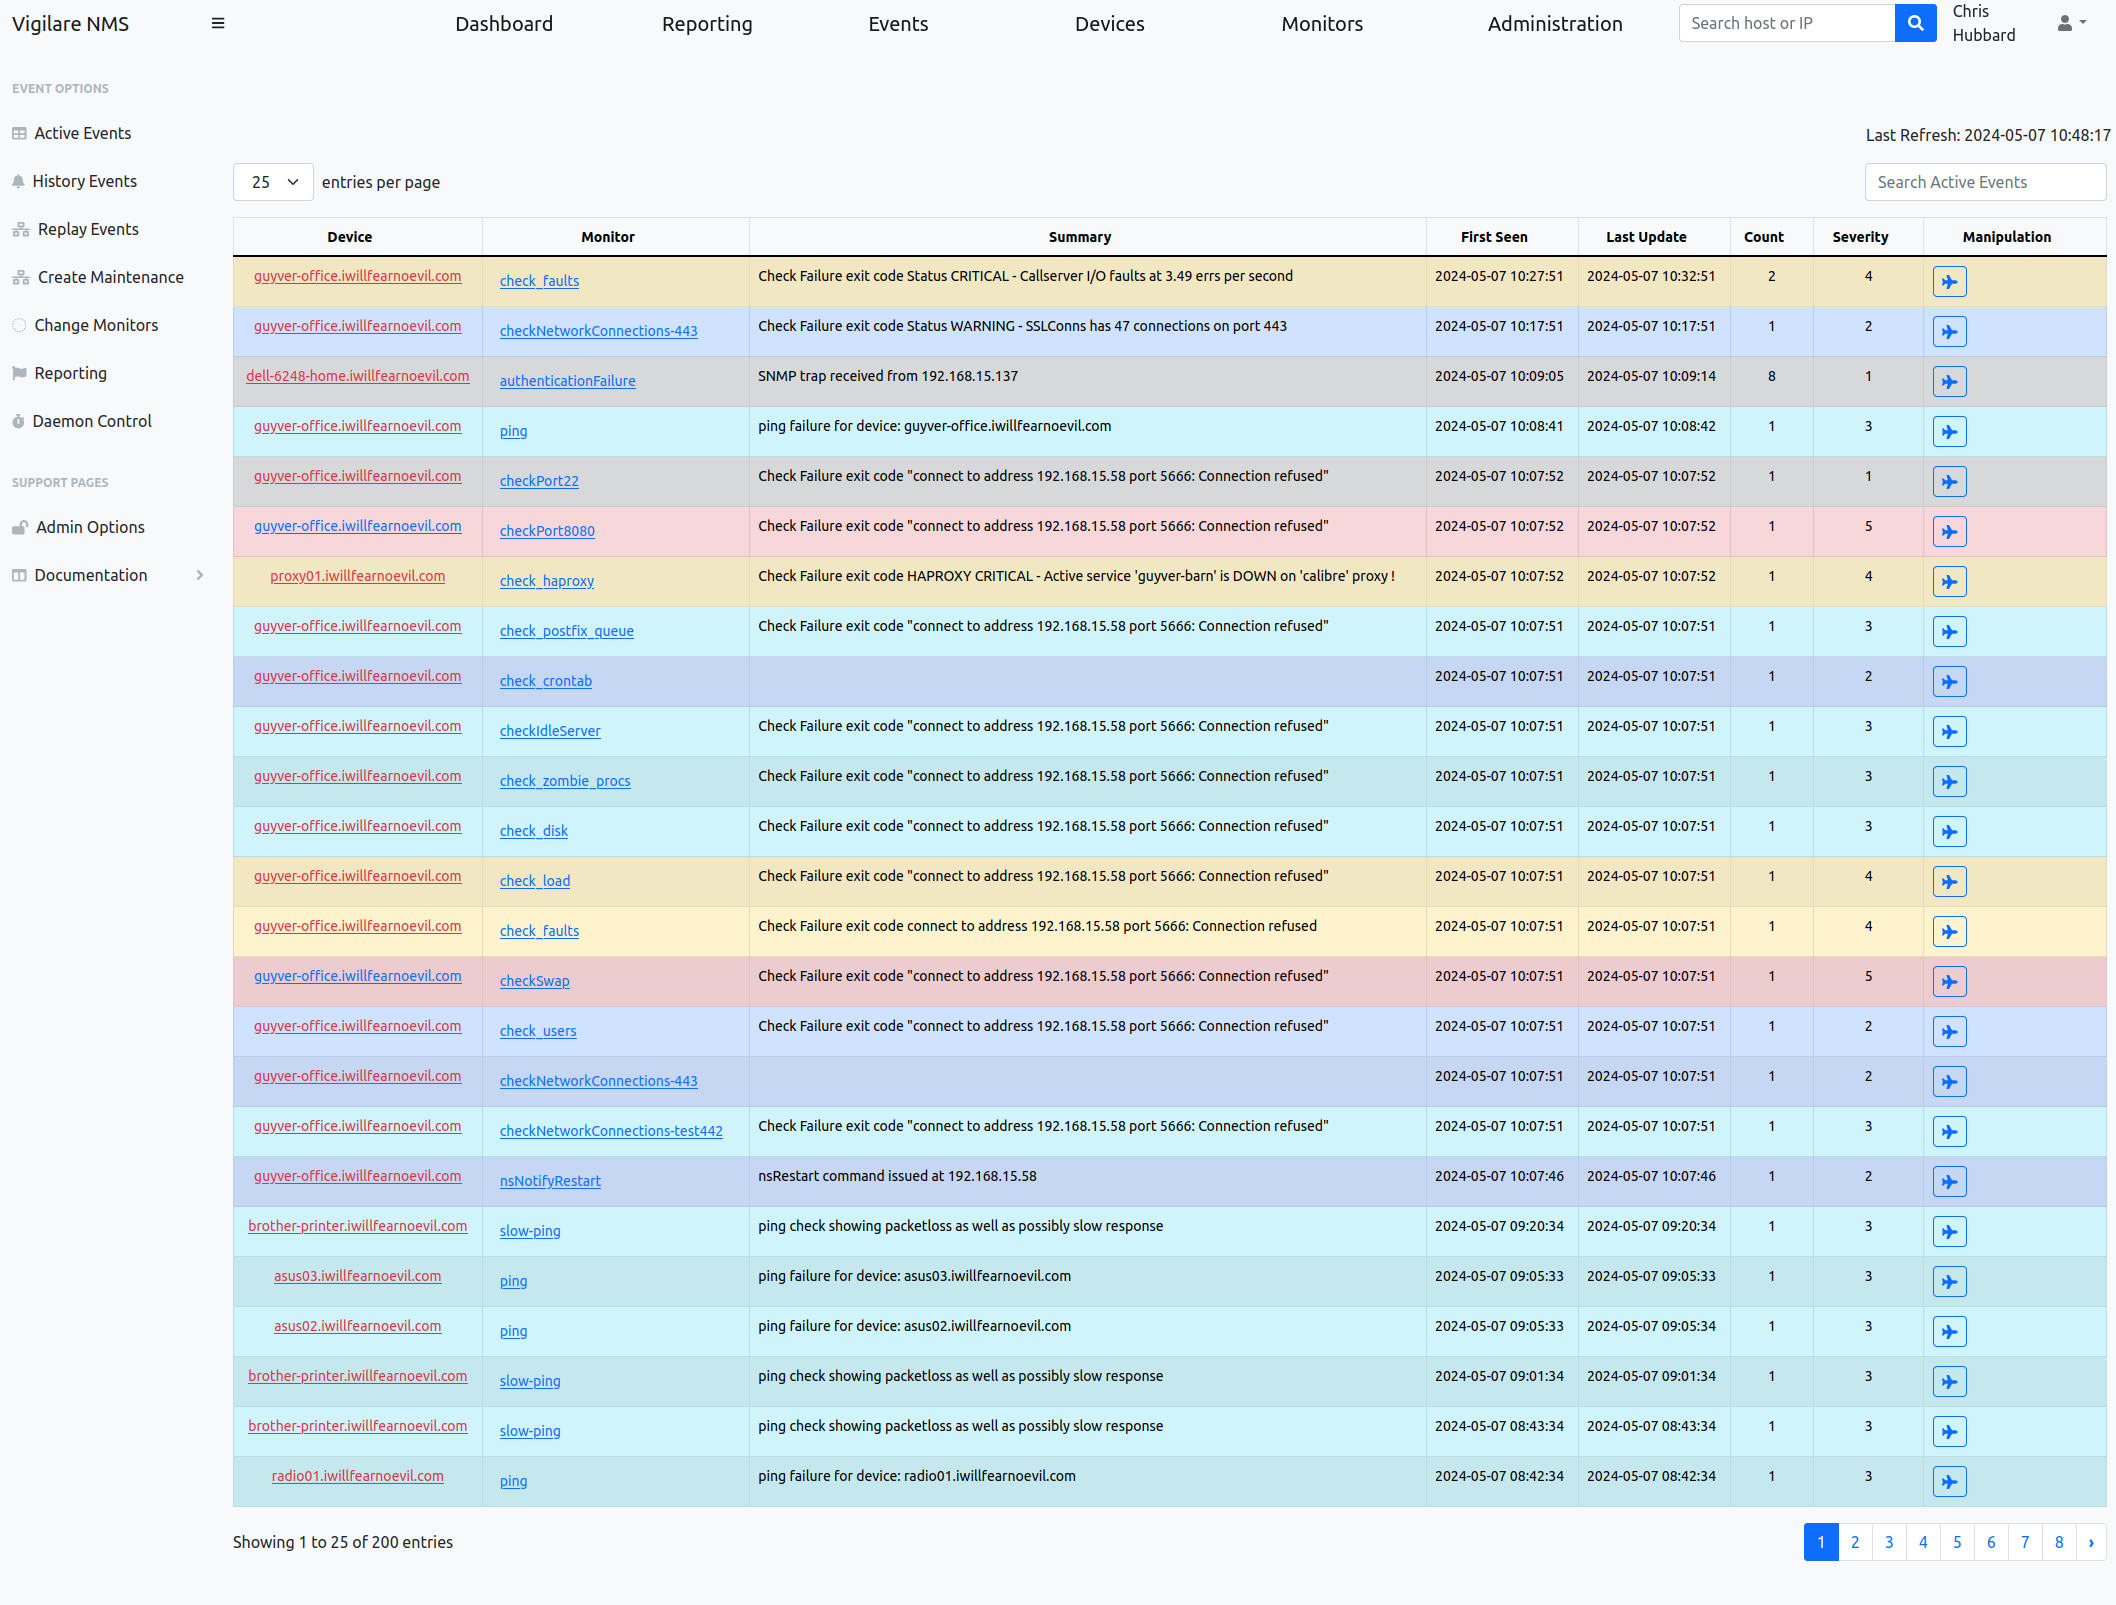 Vigilare NMS
Dashboard Reporting Events Devices Monitors Administration Search host or IP Chris Hubbard
EVENT OPTIONS
Active Events
History Events
Replay Events
Create Maintenance
Change Monitors
Reporting
Daemon Control
SUPPORT PAGES
Admin Options
Documentation
Last Refresh: 2024-05-07 10:48:17
25 entries per page Search Active Events
Device Monitor Summary First Seen Last Update Count Severity Manipulation
guyver-office.iwillfearnoevil.com check_faults Check Failure exit code Status CRITICAL - Callserver I/O faults at 3.49 errs per second 2024-05-07 10:27:51 2024-05-07 10:32:51 2 4
guyver-office.iwillfearnoevil.com checkNetworkConnections-443 Check Failure exit code Status WARNING - SSLConns has 47 connections on port 443 2024-05-07 10:17:51 2024-05-07 10:17:51 1 2
dell-6248-home.iwillfearnoevil.com authenticationFailure SNMP trap received from 192.168.15.137 2024-05-07 10:09:05 2024-05-07 10:09:14 8 1
guyver-office.iwillfearnoevil.com ping ping failure for device: guyver-office.iwillfearnoevil.com 2024-05-07 10:08:41 2024-05-07 10:08:42 1 3
guyver-office.iwillfearnoevil.com checkPort22 Check Failure exit code "connect to address 192.168.15.58 port 5666: Connection refused" 2024-05-07 10:07:52 2024-05-07 10:07:52 1 1
guyver-office.iwillfearnoevil.com checkPort8080 Check Failure exit code "connect to address 192.168.15.58 port 5666: Connection refused" 2024-05-07 10:07:52 2024-05-07 10:07:52 1 5
proxy01.iwillfearnoevil.com check_haproxy Check Failure exit code HAPROXY CRITICAL - Active service 'guyver-barn' is DOWN on 'calibre' proxy ! 2024-05-07 10:07:52 2024-05-07 10:07:52 1 4
guyver-office.iwillfearnoevil.com check_postfix_queue Check Failure exit code "connect to address 192.168.15.58 port 5666: Connection refused" 2024-05-07 10:07:51 2024-05-07 10:07:51 1 3
guyver-office.iwillfearnoevil.com check_crontab 2024-05-07 10:07:51 2024-05-07 10:07:51 1 2
guyver-office.iwillfearnoevil.com checkIdleServer Check Failure exit code "connect to address 192.168.15.58 port 5666: Connection refused" 2024-05-07 10:07:51 2024-05-07 10:07:51 1 3
guyver-office.iwillfearnoevil.com check_zombie_procs Check Failure exit code "connect to address 192.168.15.58 port 5666: Connection refused" 2024-05-07 10:07:51 2024-05-07 10:07:51 1 3
guyver-office.iwillfearnoevil.com check_disk Check Failure exit code "connect to address 192.168.15.58 port 5666: Connection refused" 2024-05-07 10:07:51 2024-05-07 10:07:51 1 3
guyver-office.iwillfearnoevil.com check_load Check Failure exit code "connect to address 192.168.15.58 port 5666: Connection refused" 2024-05-07 10:07:51 2024-05-07 10:07:51 1 4
guyver-office.iwillfearnoevil.com check_faults Check Failure exit code connect to address 192.168.15.58 port 5666: Connection refused 2024-05-07 10:07:51 2024-05-07 10:07:51 1 4
guyver-office.iwillfearnoevil.com checkSwap Check Failure exit code "connect to address 192.168.15.58 port 5666: Connection refused" 2024-05-07 10:07:51 2024-05-07 10:07:51 1 5
guyver-office.iwillfearnoevil.com check_users Check Failure exit code "connect to address 192.168.15.58 port 5666: Connection refused" 2024-05-07 10:07:51 2024-05-07 10:07:51 1 2
guyver-office.iwillfearnoevil.com checkNetworkConnections-443 2024-05-07 10:07:51 2024-05-07 10:07:51 1 2
guyver-office.iwillfearnoevil.com checkNetworkConnections-test442 Check Failure exit code "connect to address 192.168.15.58 port 5666: Connection refused" 2024-05-07 10:07:51 2024-05-07 10:07:51 1 3
guyver-office.iwillfearnoevil.com nsNotifyRestart nsRestart command issued at 192.168.15.58 2024-05-07 10:07:46 2024-05-07 10:07:46 1 2
brother-printer.iwillfearnoevil.com slow-ping ping check showing packetloss as well as possibly slow response 2024-05-07 09:20:34 2024-05-07 09:20:34 1 3
asus03.iwillfearnoevil.com ping ping failure for device: asus03.iwillfearnoevil.com 2024-05-07 09:05:33 2024-05-07 09:05:33 1 3
asus02.iwillfearnoevil.com ping ping failure for device: asus02.iwillfearnoevil.com 2024-05-07 09:05:33 2024-05-07 09:05:34 1 3
brother-printer.iwillfearnoevil.com slow-ping ping check showing packetloss as well as possibly slow response 2024-05-07 09:01:34 2024-05-07 09:01:34 1 3
brother-printer.iwillfearnoevil.com slow-ping ping check showing packetloss as well as possibly slow response 2024-05-07 08:43:34 2024-05-07 08:43:34 1 3
radio01.iwillfearnoevil.com ping ping failure for device: radio01.iwillfearnoevil.com 2024-05-07 08:42:34 2024-05-07 08:42:34 1 3
Showing 1 to 25 of 200 entries 1 2 3 4 5 6 7 8 ›